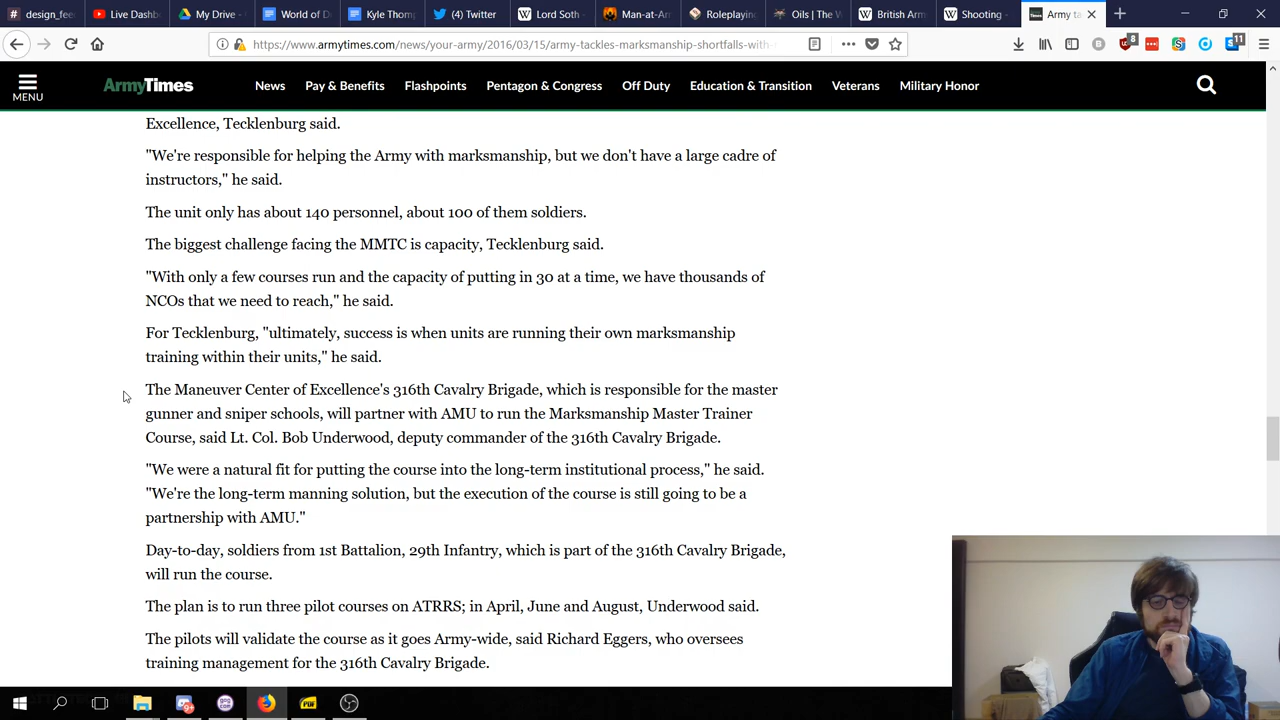 design_fee
Live Dashb
My Drive -
World of D
Kyle Thomp
(4) Twitter
Lord Soth -
Man-at-Arm
Roleplaying
Oils | The W
British Arm
Shooting -
Army ta
https://www.armytimes.com/news/your-army/2016/03/15/army-tackles-marksmanship-shortfalls-with-
8
11
MENU
ArmyTimes
News
Pay & Benefits
Flashpoints
Pentagon & Congress
Off Duty
Education & Transition
Veterans
Military Honor
Excellence, Tecklenburg said.
"We're responsible for helping the Army with marksmanship, but we don't have a large cadre of
instructors," he said.
The unit only has about 140 personnel, about 100 of them soldiers.
The biggest challenge facing the MMTC is capacity, Tecklenburg said.
"With only a few courses run and the capacity of putting in 30 at a time, we have thousands of
NCOs that we need to reach," he said.
For Tecklenburg, "ultimately, success is when units are running their own marksmanship
training within their units," he said.
The Maneuver Center of Excellence's 316th Cavalry Brigade, which is responsible for the master
gunner and sniper schools, will partner with AMU to run the Marksmanship Master Trainer
Course, said Lt. Col. Bob Underwood, deputy commander of the 316th Cavalry Brigade.
"We were a natural fit for putting the course into the long-term institutional process," he said.
"We're the long-term manning solution, but the execution of the course is still going to be a
partnership with AMU."
Day-to-day, soldiers from 1st Battalion, 29th Infantry, which is part of the 316th Cavalry Brigade,
will run the course.
The plan is to run three pilot courses on ATRRS; in April, June and August, Underwood said.
The pilots will validate the course as it goes Army-wide, said Richard Eggers, who oversees
training management for the 316th Cavalry Brigade.